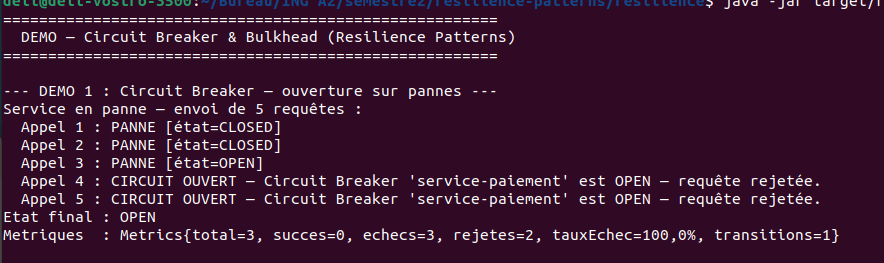 dell@dell-vostro-3500:~/Bureau/ING A2/semestre2/resilience-patterns/resilience$ java -jar target/
=======================================================
  DEMO — Circuit Breaker & Bulkhead (Resilience Patterns)
=======================================================
--- DEMO 1 : Circuit Breaker — ouverture sur pannes ---
Service en panne — envoi de 5 requêtes :
  Appel 1 : PANNE [état=CLOSED]
  Appel 2 : PANNE [état=CLOSED]
  Appel 3 : PANNE [état=OPEN]
  Appel 4 : CIRCUIT OUVERT — Circuit Breaker 'service-paiement' est OPEN — requête rejetée.
  Appel 5 : CIRCUIT OUVERT — Circuit Breaker 'service-paiement' est OPEN — requête rejetée.
Etat final : OPEN
Metriques  : Metrics{total=3, succes=0, echecs=3, rejetes=2, tauxEchec=100,0%, transitions=1}